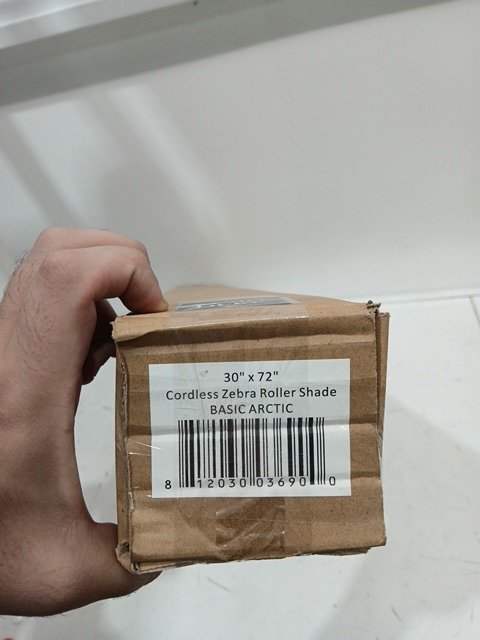 30" x 72"
Cordless Zebra Roller Shade
BASIC ARCTIC
8 12030 03690 0